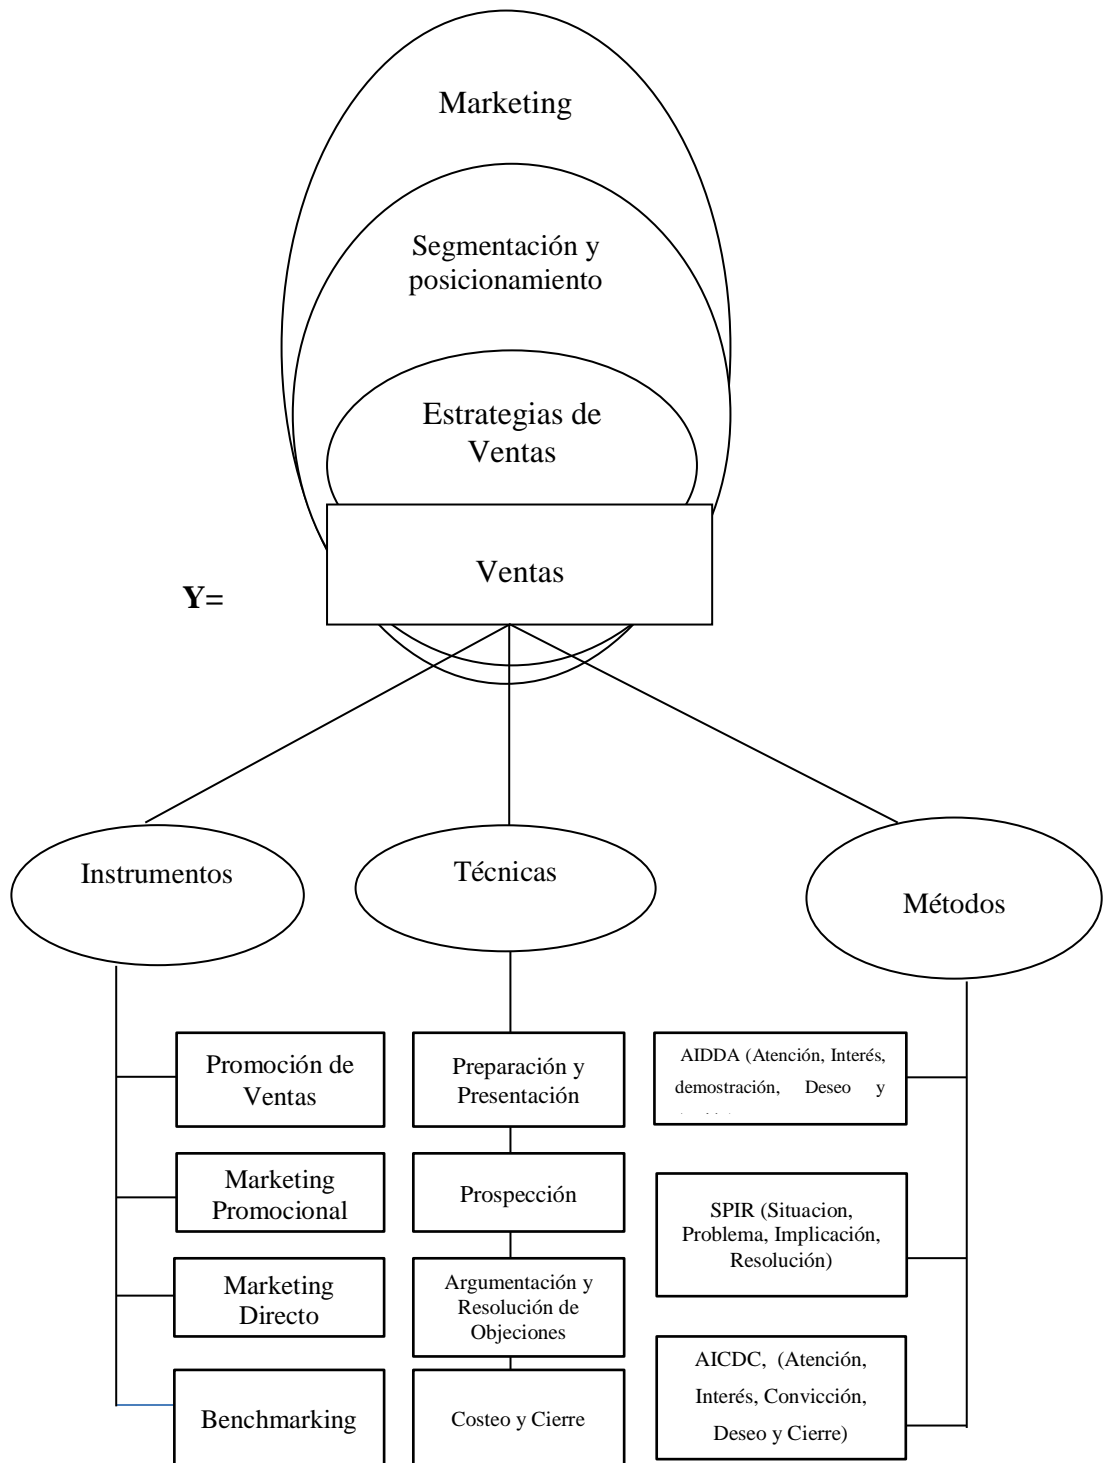 Marketing
Segmentación y
posicionamiento
Estrategias de
Ventas
Ventas
Y=
Instrumentos
Técnicas
Métodos
Promoción de
Ventas
Marketing
Promocional
Marketing
Directo
Benchmarking
Preparación y
Presentación
Prospección
Argumentación y
Resolución de
Objeciones
Costeo y Cierre
AIDDA (Atención, Interés,
demostración, Deseo y
SPIR (Situacion,
Problema, Implicación,
Resolución)
AICDC, (Atención,
Interés, Convicción,
Deseo y Cierre)